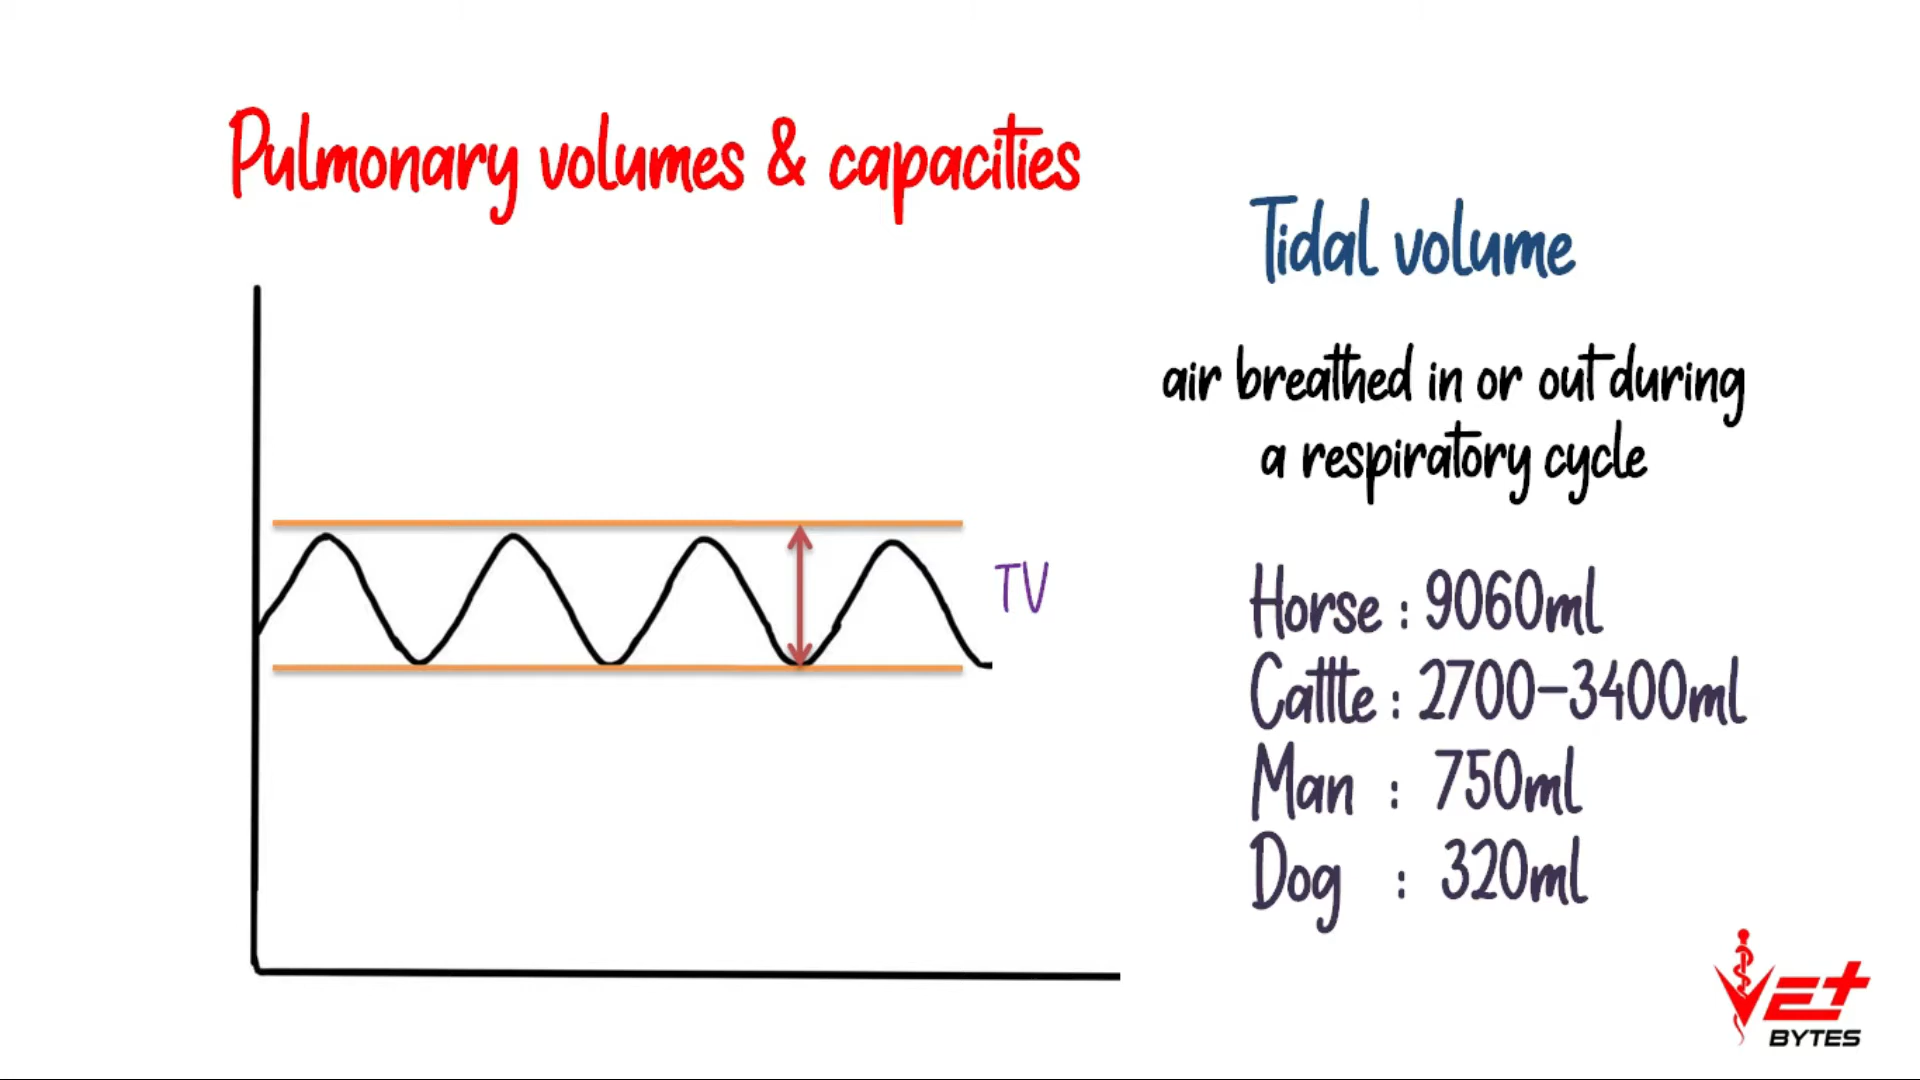 Pulmonary volumes & capacities
Tidal volume
air breathed in or out during
a respiratory cycle
TV
Horse : 9060ml
Cattle : 2700-3400ml
Man : 750ml
Dog : 320ml
VET
BYTES